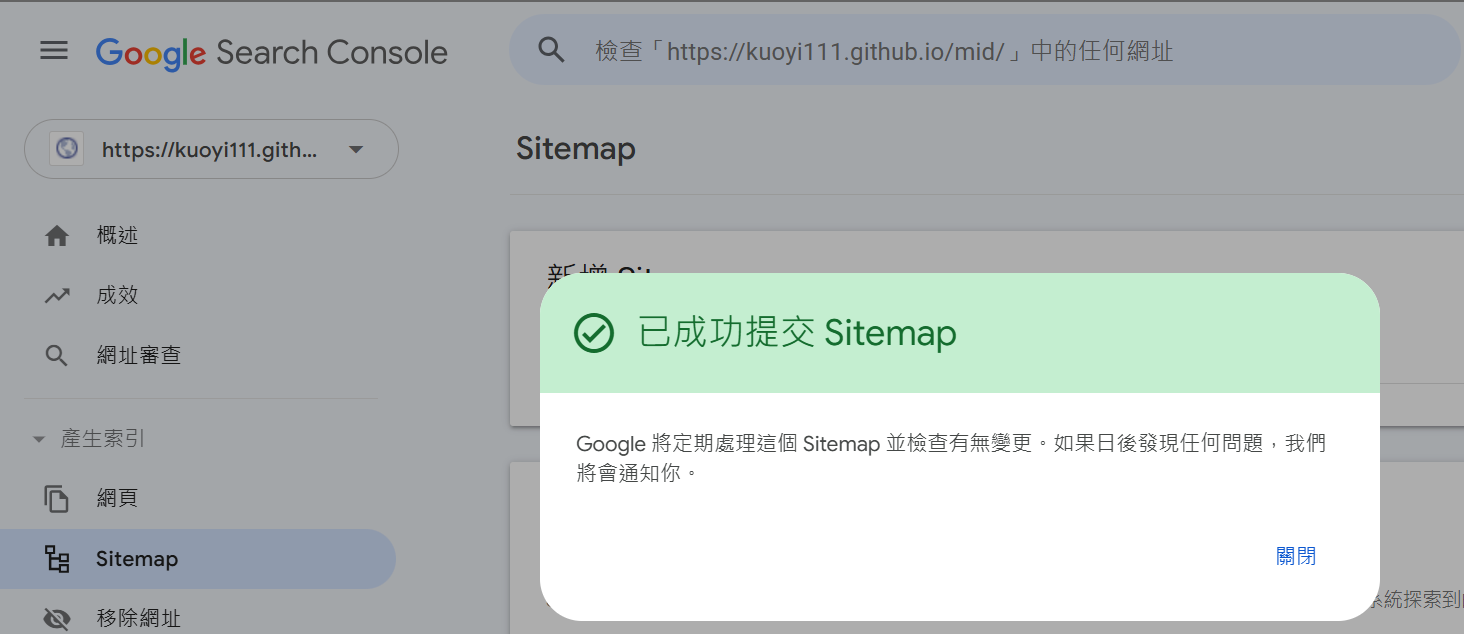 Google Search Console
檢查「https://kuoyi111.github.io/mid/」中的任何網址
https://kuoyi111.gith...
Sitemap
概述
成效
網址審查
產生索引
網頁
Sitemap
移除網址
新增 Sit
已成功提交 Sitemap
Google 將定期處理這個 Sitemap 並檢查有無變更。如果日後發現任何問題，我們
將會通知你。
關閉
系統探索到